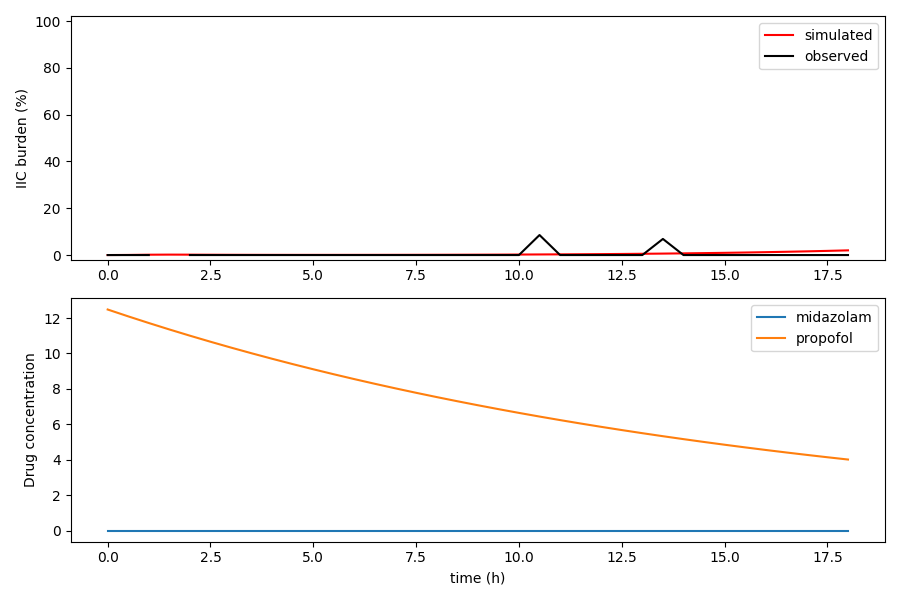 IIC burden (%)
100
80
60
40
20
0
simulated
observed
0.0 2.5 5.0 7.5 10.0 12.5 15.0 17.5
Drug concentration
12
10
8
6
4
2
0
midazolam
propofol
0.0 2.5 5.0 7.5 10.0 12.5 15.0 17.5
time (h)